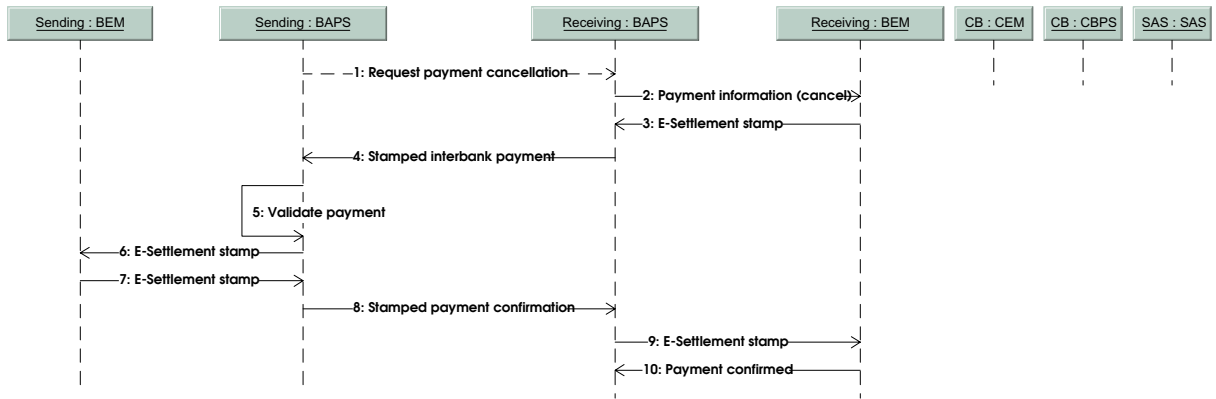 Sending : BEM
Sending : BAPS
Receiving : BAPS
Receiving : BEM
CB : CEM
CB : CBPS
SAS : SAS
1: Request payment cancellation
2: Payment information (cancel)
3: E-Settlement stamp
4: Stamped interbank payment
5: Validate payment
6: E-Settlement stamp
7: E-Settlement stamp
8: Stamped payment confirmation
9: E-Settlement stamp
10: Payment confirmed